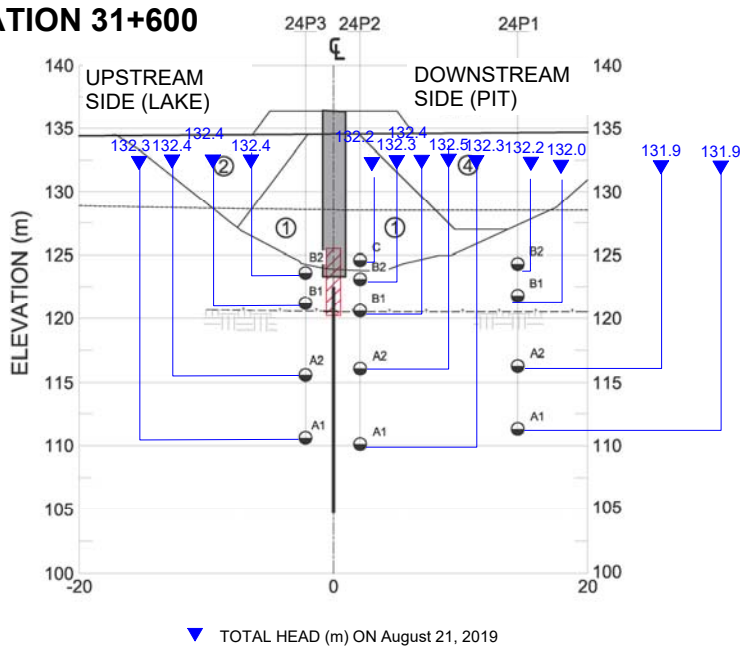 ATION 31+600
24P3 24P2 24P1
℄
140 140
UPSTREAM
SIDE (LAKE)
DOWNSTREAM
SIDE (PIT)
135 135
132.3 132.4 132.4 132.4 132.2 132.3 132.4 132.5 132.3 132.2 132.0 131.9 131.9
② ④
130 130
① ①
125 125
B2 C B2 B2
B1 B1 B1
120 120
A2 A2 A2
115 115
A1 A1 A1
110 110
105 105
100 100
-20 0 20
ELEVATION (m)
TOTAL HEAD (m) ON August 21, 2019